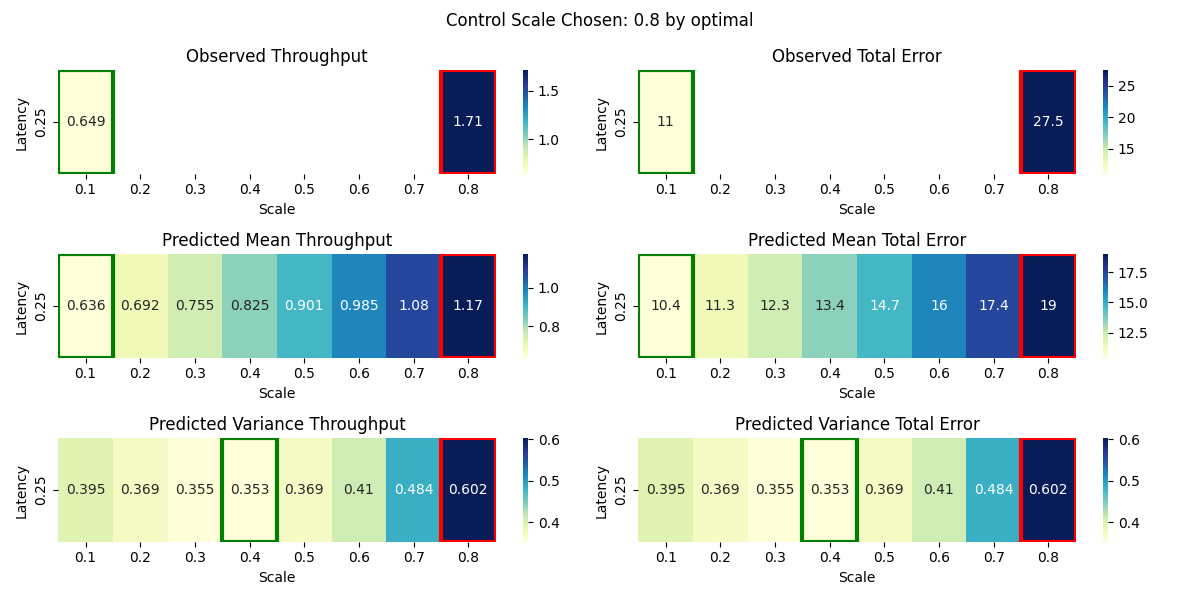 Control Scale Chosen: 0.8 by optimal
Observed Throughput
Latency
0.25
0.649
1.71
0.1 0.2 0.3 0.4 0.5 0.6 0.7 0.8
Scale
1.5
1.0
Observed Total Error
Latency
0.25
11
27.5
0.1 0.2 0.3 0.4 0.5 0.6 0.7 0.8
Scale
25
20
15
Predicted Mean Throughput
Latency
0.25
0.636 0.692 0.755 0.825 0.901 0.985 1.08 1.17
0.1 0.2 0.3 0.4 0.5 0.6 0.7 0.8
Scale
1.0
0.8
Predicted Mean Total Error
Latency
0.25
10.4 11.3 12.3 13.4 14.7 16 17.4 19
0.1 0.2 0.3 0.4 0.5 0.6 0.7 0.8
Scale
17.5
15.0
12.5
Predicted Variance Throughput
Latency
0.25
0.395 0.369 0.355 0.353 0.369 0.41 0.484 0.602
0.1 0.2 0.3 0.4 0.5 0.6 0.7 0.8
Scale
0.6
0.5
0.4
Predicted Variance Total Error
Latency
0.25
0.395 0.369 0.355 0.353 0.369 0.41 0.484 0.602
0.1 0.2 0.3 0.4 0.5 0.6 0.7 0.8
Scale
0.6
0.5
0.4